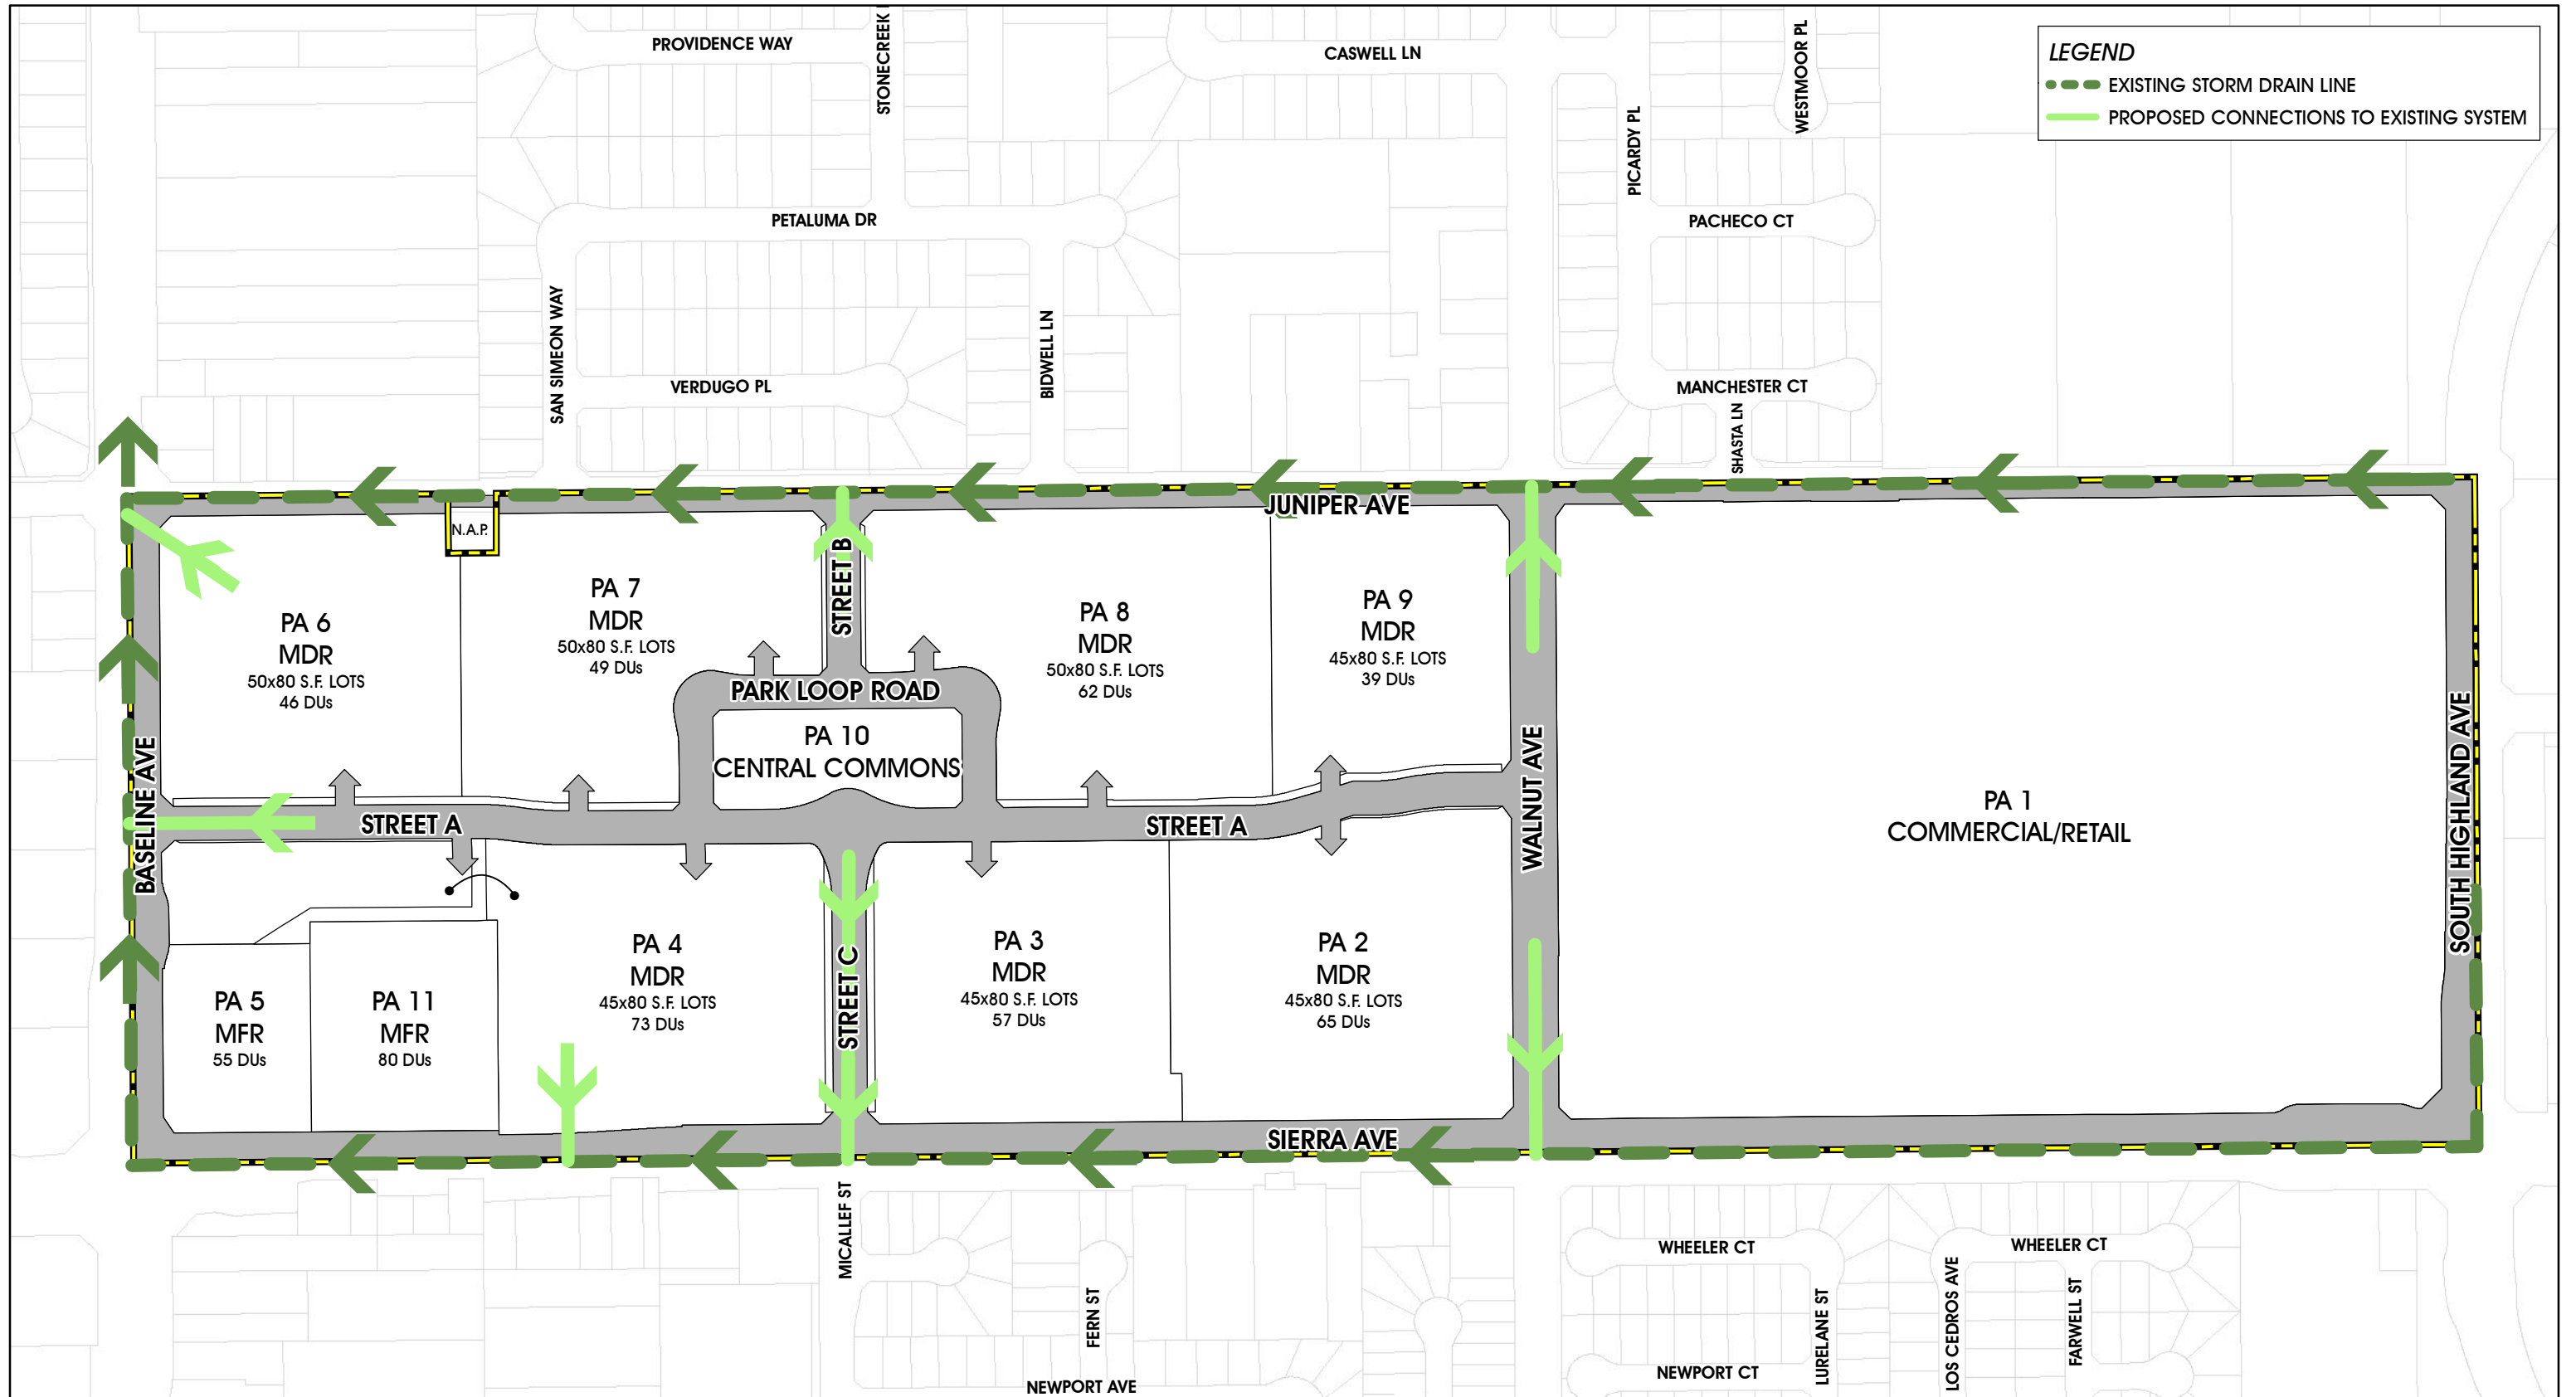 PROVIDENCE WAY
STONECREEK
CASWELL LN
WESTMOOR PL
LEGEND
EXISTING STORM DRAIN LINE
PROPOSED CONNECTIONS TO EXISTING SYSTEM
PICARDY PL
PETALUMA DR
PACHECO CT
SAN SIMEON WAY
BIDWELL LN
VERDUGO PL
MANCHESTER CT
SHASTA LN
JUNIPER AVE
N.A.P.
STREET B
PA 6
MDR
50x80 S.F. LOTS
46 DUs
PA 7
MDR
50x80 S.F. LOTS
49 DUs
PA 8
MDR
50x80 S.F. LOTS
62 DUs
PA 9
MDR
45x80 S.F. LOTS
39 DUs
PARK LOOP ROAD
PA 10
CENTRAL COMMONS
BASELINE AVE
STREET A
STREET A
WALNUT AVE
PA 1
COMMERCIAL/RETAIL
SOUTH HIGHLAND AVE
PA 5
MFR
55 DUs
PA 11
MFR
80 DUs
PA 4
MDR
45x80 S.F. LOTS
73 DUs
STREET C
PA 3
MDR
45x80 S.F. LOTS
57 DUs
PA 2
MDR
45x80 S.F. LOTS
65 DUs
SIERRA AVE
MICALLEF ST
FERN ST
NEWPORT AVE
WHEELER CT
WHEELER CT
LURELANE ST
LOS CEDROS AVE
FARWELL ST
NEWPORT CT